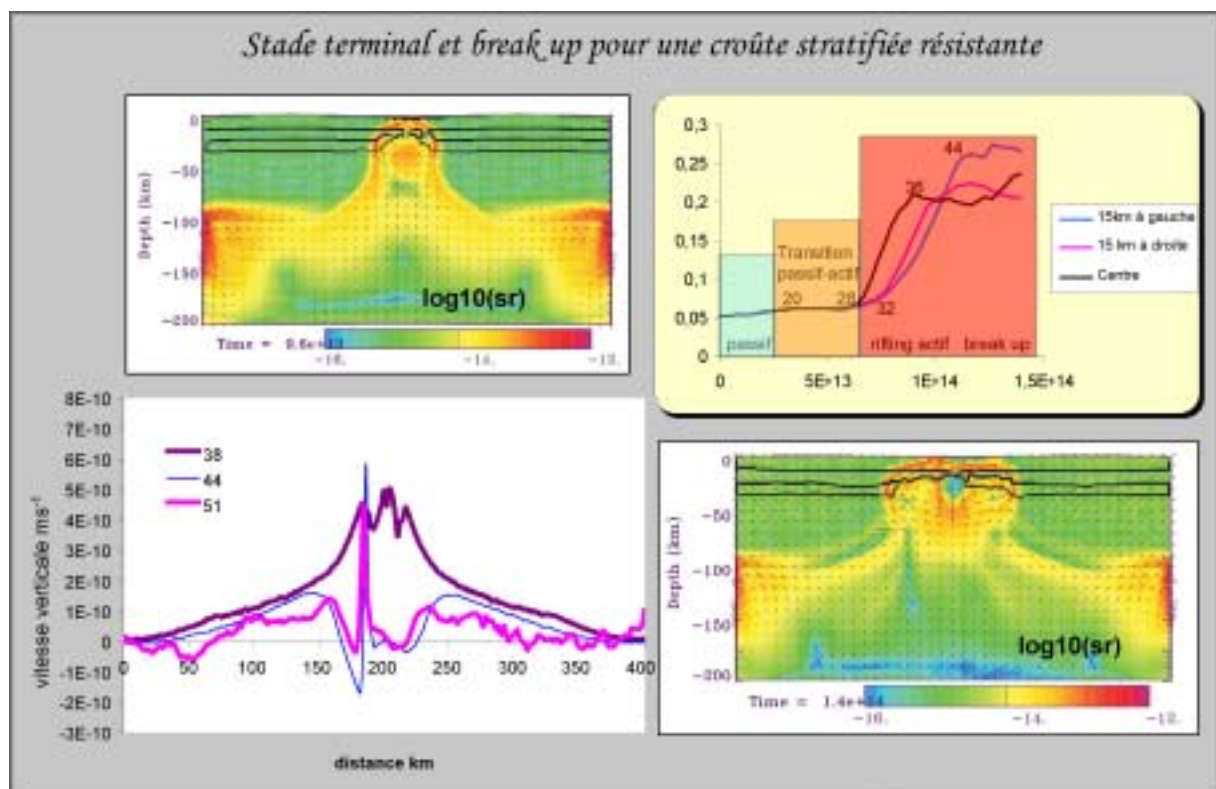 Stade terminal et break up pour une croûte stratifiée résistante
0
-50
-100
-150
-200
Depth (km)
log10(sr)
-16.
-14.
-12.
0,3
0,25
0,2
0,15
0,1
0,05
0
44
36
Transition
passif-actif
20
28
32
passif
rifting actif
break up
0
5E+13
1E+14
1,5E+14
15km à gauche
15 km à droite
Centre
8E-10
7E-10
6E-10
5E-10
4E-10
3E-10
2E-10
1E-10
0
-1E-10
-2E-10
-3E-10
vitesse verticale ms⁻¹
38
44
51
0
50
100
150
200
250
300
350
400
distance km
0
-50
-100
-150
-200
Depth (km)
log10(sr)
Time =
-16.
-14.
-12.